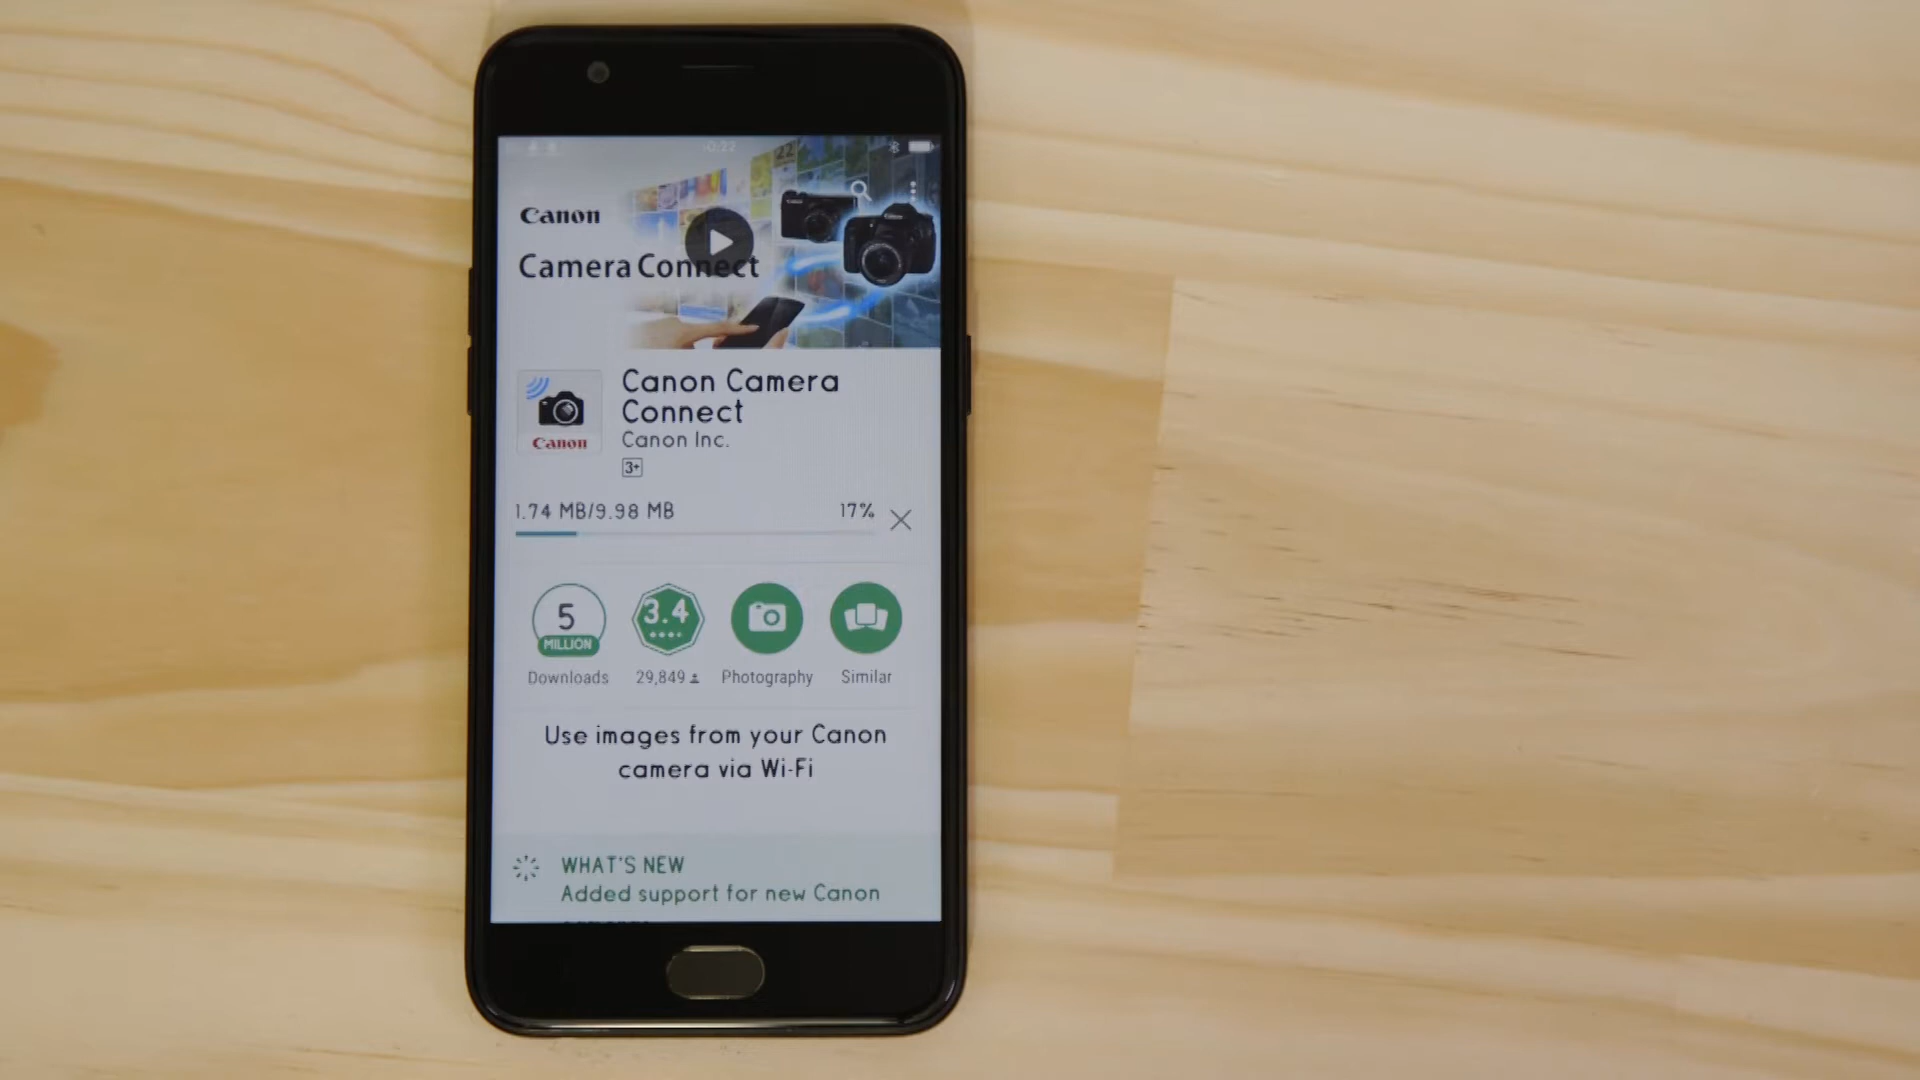 Canon
Camera Connect
22
Canon Camera
Connect
Canon Inc.
Canon
3+
1.74 MB/9.98 MB 17%
5
MILLION
3.4
Downloads 29,849 Photography Similar
Use images from your Canon
camera via Wi-Fi
WHAT'S NEW
Added support for new Canon